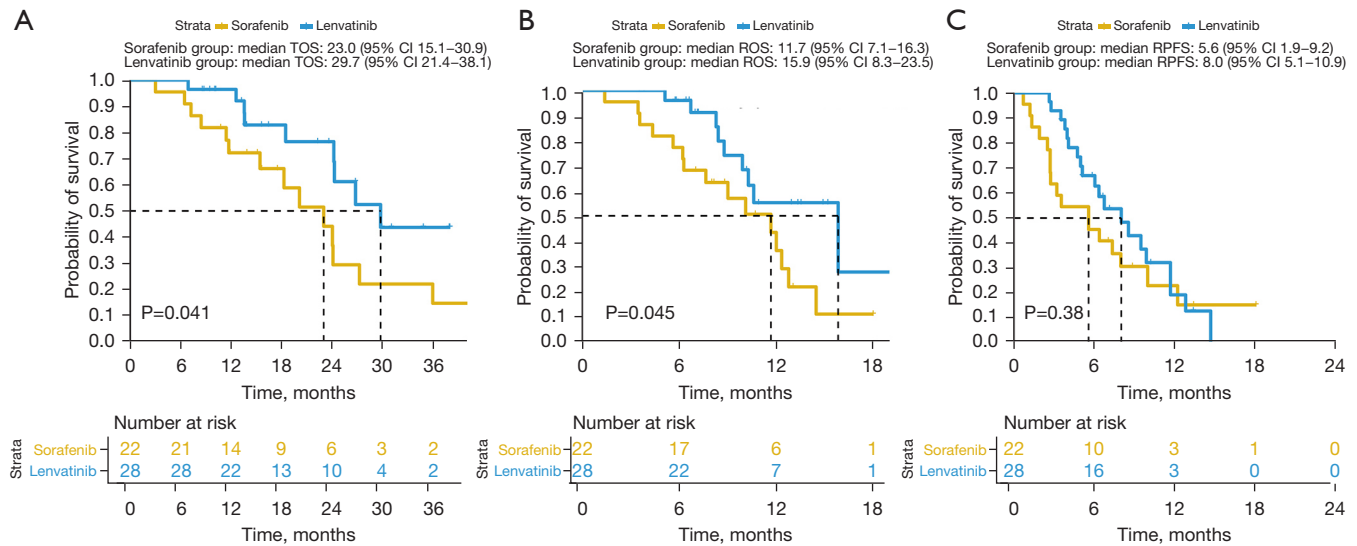 A
Strata Sorafenib Lenvatinib
Sorafenib group: median TOS: 23.0 (95% CI 15.1–30.9)
Lenvatinib group: median TOS: 29.7 (95% CI 21.4–38.1)
Probability of survival
1.0
0.9
0.8
0.7
0.6
0.5
0.4
0.3
0.2
0.1
0.0
P=0.041
0 6 12 18 24 30 36
Time, months
Number at risk
Strata
Sorafenib 22 21 14 9 6 3 2
Lenvatinib 28 28 22 13 10 4 2
0 6 12 18 24 30 36
Time, months
B
Strata Sorafenib Lenvatinib
Sorafenib group: median ROS: 11.7 (95% CI 7.1–16.3)
Lenvatinib group: median ROS: 15.9 (95% CI 8.3–23.5)
Probability of survival
1.0
0.9
0.8
0.7
0.6
0.5
0.4
0.3
0.2
0.1
0.0
P=0.045
0 6 12 18
Time, months
Number at risk
Strata
Sorafenib 22 17 6 1
Lenvatinib 28 22 7 1
0 6 12 18
Time, months
C
Strata Sorafenib Lenvatinib
Sorafenib group: median RPFS: 5.6 (95% CI 1.9–9.2)
Lenvatinib group: median RPFS: 8.0 (95% CI 5.1–10.9)
Probability of survival
1.0
0.9
0.8
0.7
0.6
0.5
0.4
0.3
0.2
0.1
0.0
P=0.38
0 6 12 18 24
Time, months
Number at risk
Strata
Sorafenib 22 10 3 1 0
Lenvatinib 28 16 3 0 0
0 6 12 18 24
Time, months